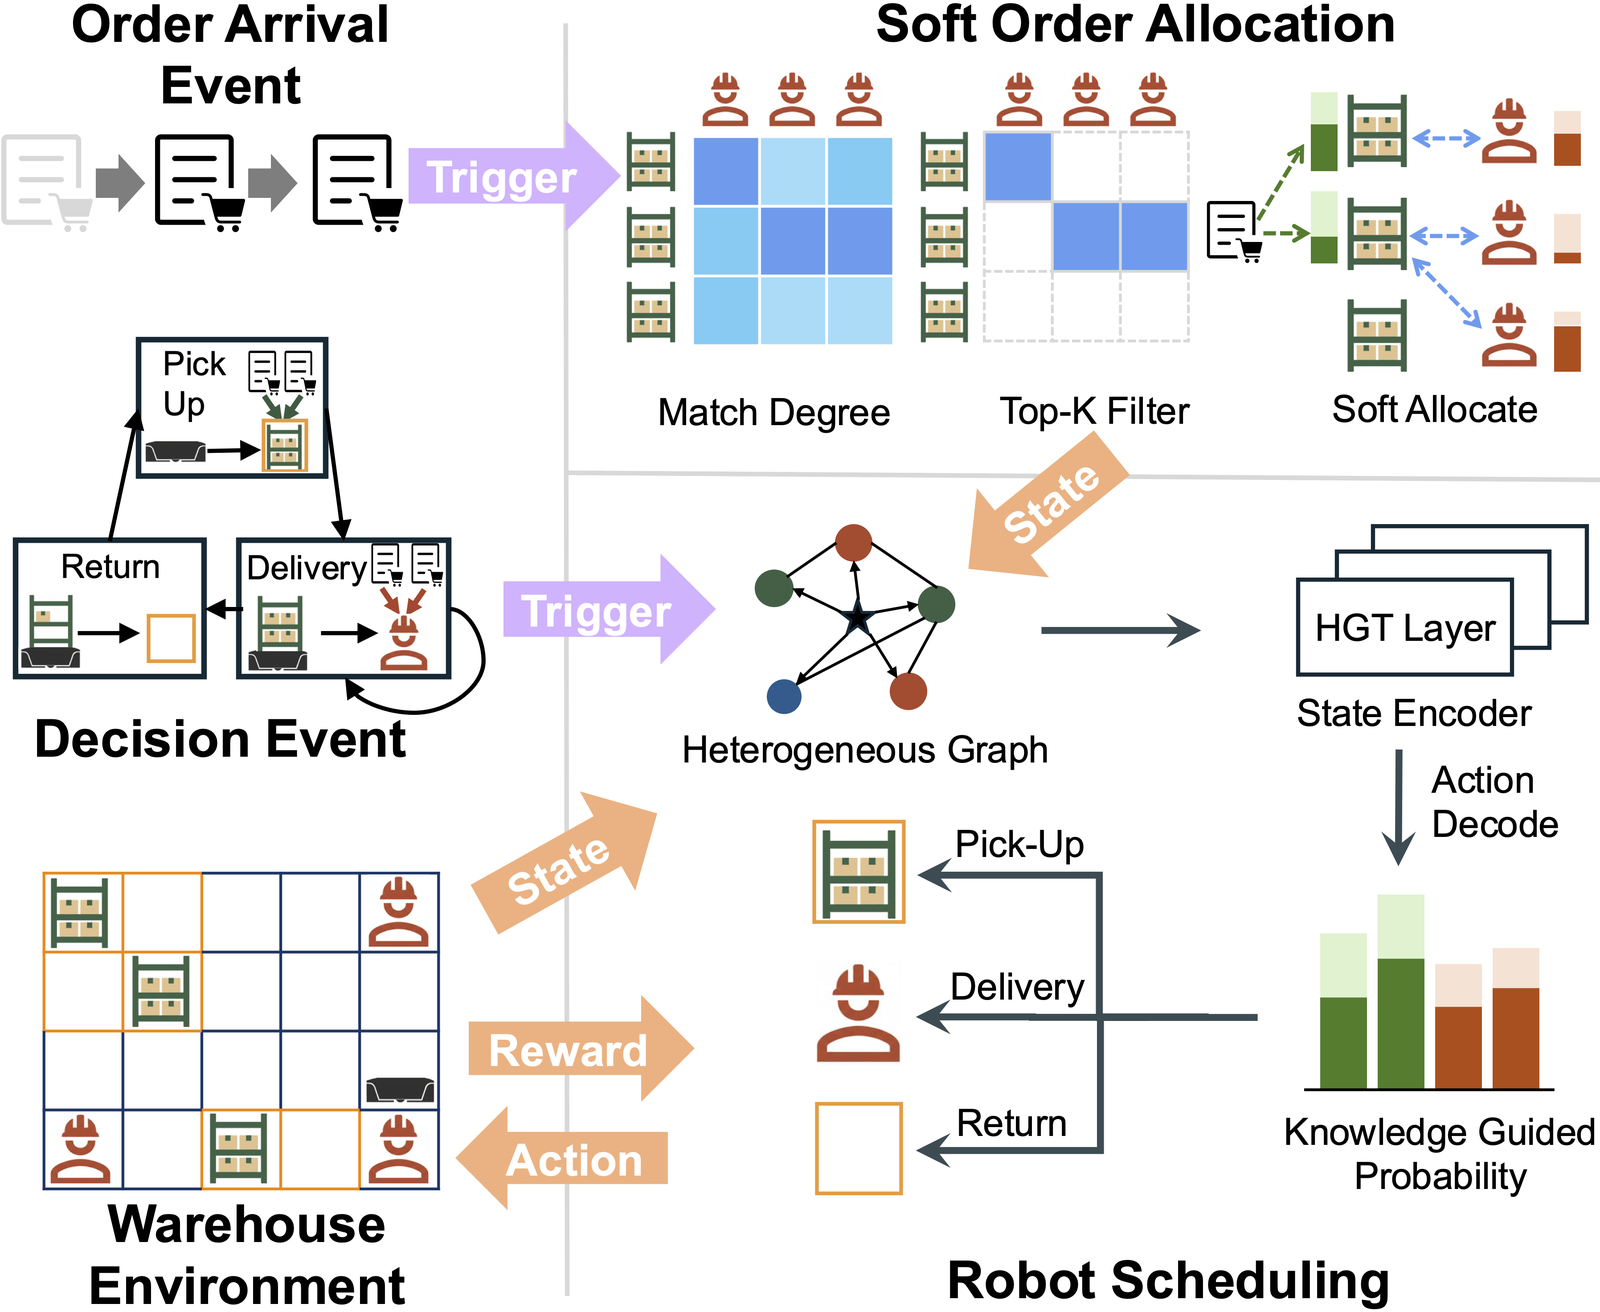 Order Arrival
Event
Trigger
Soft Order Allocation
Match Degree
Top-K Filter
Soft Allocate
Pick
Up
Return
Delivery
Decision Event
Trigger
State
Heterogeneous Graph
HGT Layer
State Encoder
Action
Decode
State
Reward
Action
Warehouse
Environment
Pick-Up
Delivery
Return
Knowledge Guided
Probability
Robot Scheduling